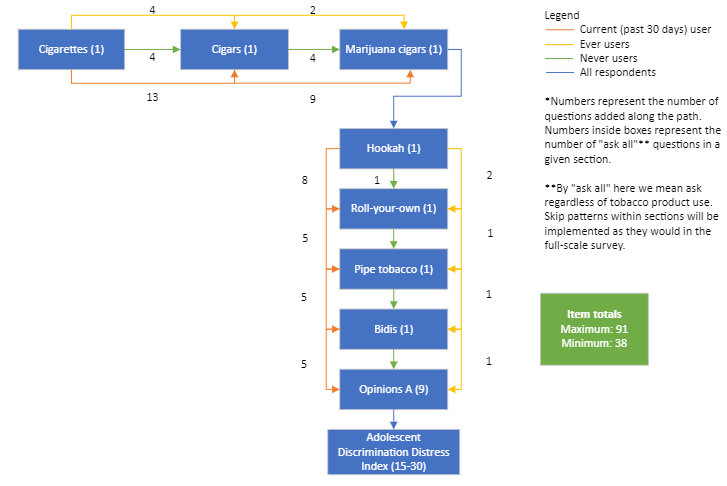 4
2
Cigarettes (1)
Cigars (1)
Marijuana cigars (1)
4
4
13
9
Hookah (1)
8
1
2
Roll-your-own (1)
5
1
Pipe tobacco (1)
5
1
Bidis (1)
5
1
Opinions A (9)
Adolescent
Discrimination Distress
Index (15-30)
Legend
Current (past 30 days) user
Ever users
Never users
All respondents
*Numbers represent the number of
questions added along the path.
Numbers inside boxes represent the
number of "ask all"** questions in a
given section.
**By "ask all" here we mean ask
regardless of tobacco product use.
Skip patterns within sections will be
implemented as they would in the
full-scale survey.
Item totals
Maximum: 91
Minimum: 38